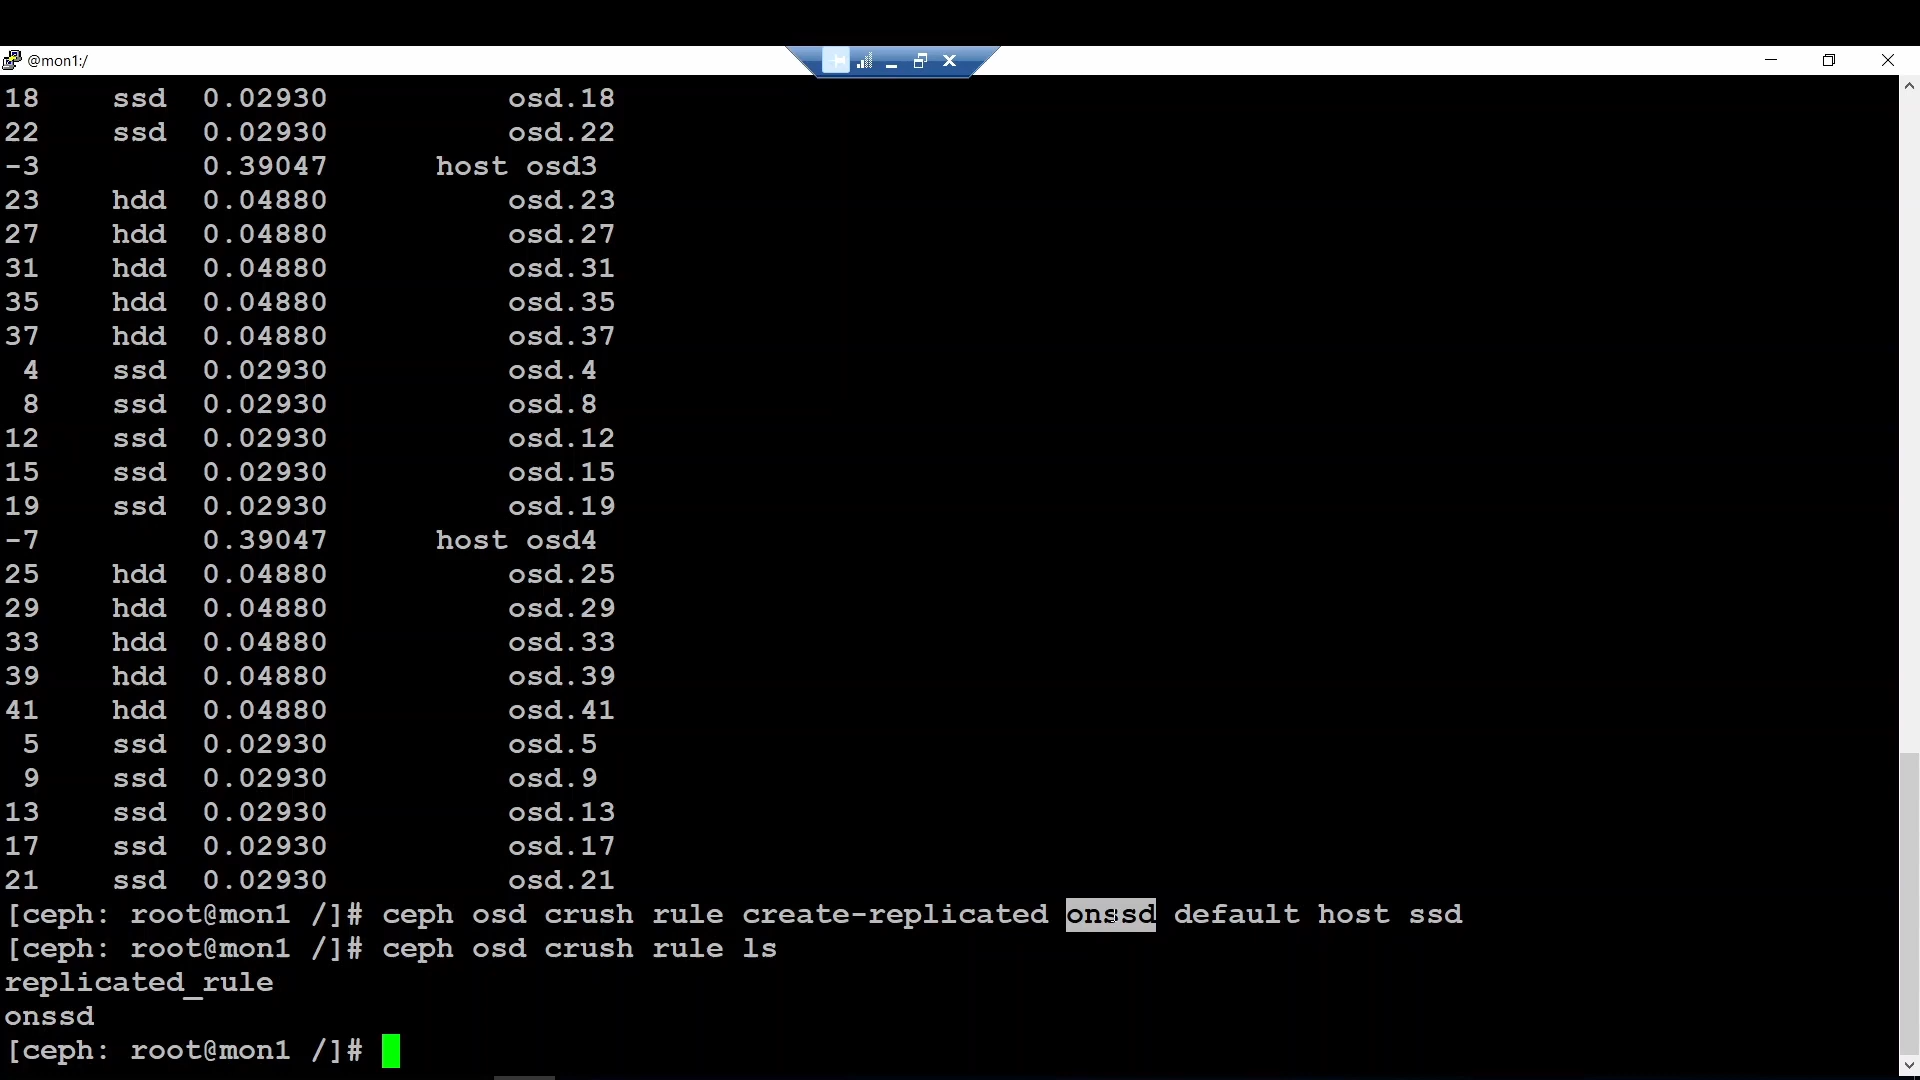 @mon1:/
18 ssd 0.02930 osd.18
22 ssd 0.02930 osd.22
-3 0.39047 host osd3
23 hdd 0.04880 osd.23
27 hdd 0.04880 osd.27
31 hdd 0.04880 osd.31
35 hdd 0.04880 osd.35
37 hdd 0.04880 osd.37
4 ssd 0.02930 osd.4
8 ssd 0.02930 osd.8
12 ssd 0.02930 osd.12
15 ssd 0.02930 osd.15
19 ssd 0.02930 osd.19
-7 0.39047 host osd4
25 hdd 0.04880 osd.25
29 hdd 0.04880 osd.29
33 hdd 0.04880 osd.33
39 hdd 0.04880 osd.39
41 hdd 0.04880 osd.41
5 ssd 0.02930 osd.5
9 ssd 0.02930 osd.9
13 ssd 0.02930 osd.13
17 ssd 0.02930 osd.17
21 ssd 0.02930 osd.21
[ceph: root@mon1 /]# ceph osd crush rule create-replicated onssd default host ssd
[ceph: root@mon1 /]# ceph osd crush rule ls
replicated_rule
onssd
[ceph: root@mon1 /]#